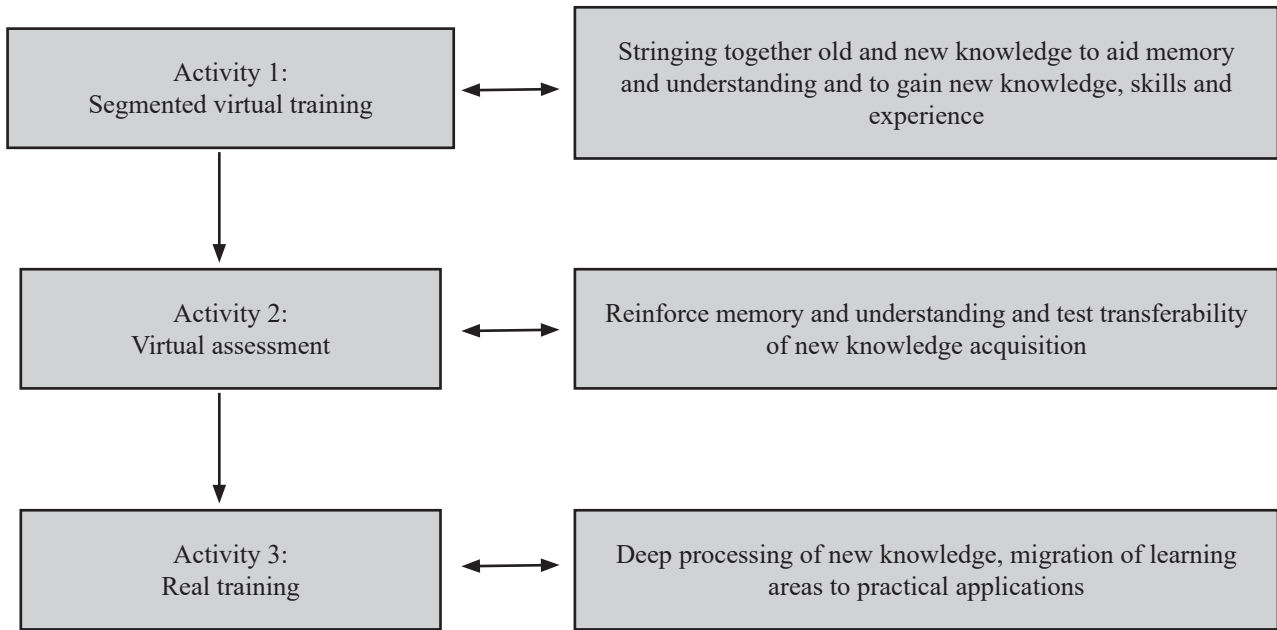 Activity 1:
Segmented virtual training
Stringing together old and new knowledge to aid memory
and understanding and to gain new knowledge, skills and
experience
Activity 2:
Virtual assessment
Reinforce memory and understanding and test transferability
of new knowledge acquisition
Activity 3:
Real training
Deep processing of new knowledge, migration of learning
areas to practical applications